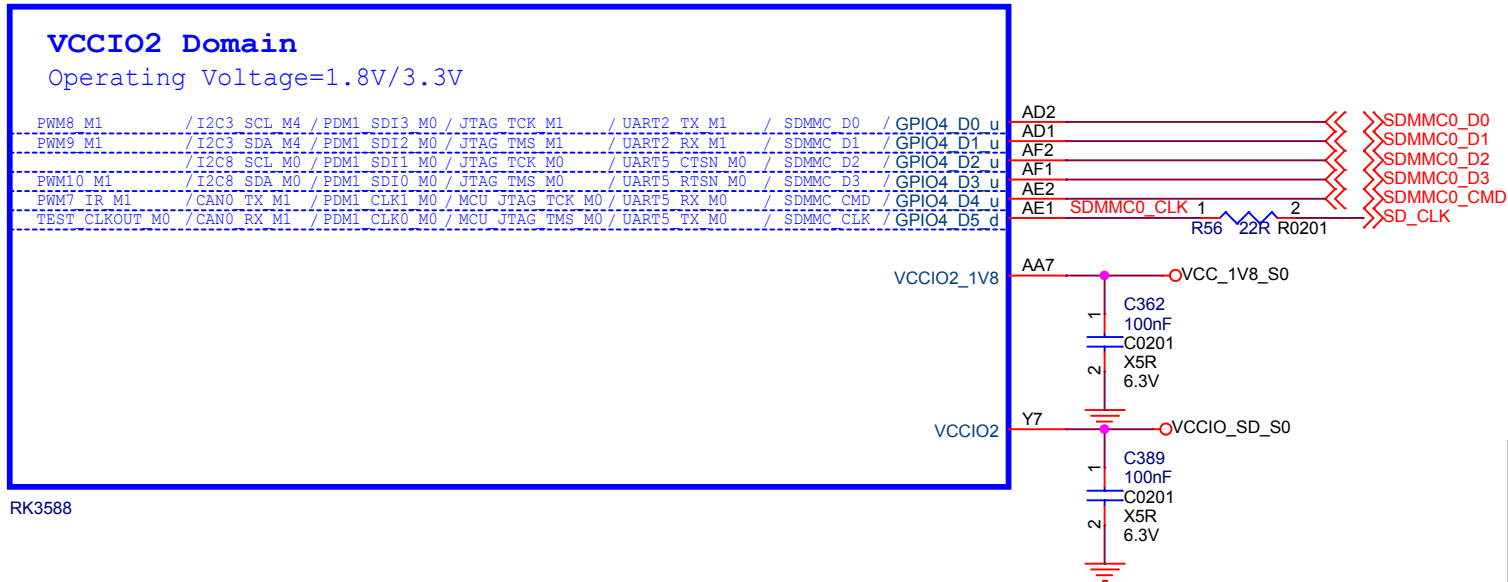 VCCIO2 Domain
Operating Voltage=1.8V/3.3V
PWM8_M1 / I2C3_SCL_M4 / PDM1_SDI3_M0 / JTAG_TCK_M1 / UART2_TX_M1 / SDMMC_D0 / GPIO4_D0_u AD2 SDMMC0_D0
PWM9_M1 / I2C3_SDA_M4 / PDM1_SDI2_M0 / JTAG_TMS_M1 / UART2_RX_M1 / SDMMC_D1 / GPIO4_D1_u AD1 SDMMC0_D1
/ I2C8_SCL_M0 / PDM1_SDI1_M0 / JTAG_TCK_M0 / UART5_CTSN_M0 / SDMMC_D2 / GPIO4_D2_u AF2 SDMMC0_D2
PWM10_M1 / I2C8_SDA_M0 / PDM1_SDI0_M0 / JTAG_TMS_M0 / UART5_RTSN_M0 / SDMMC_D3 / GPIO4_D3_u AF1 SDMMC0_D3
PWM7_IR_M1 / CAN0_TX_M1 / PDM1_CLK1_M0 / MCU_JTAG_TCK_M0 / UART5_RX_M0 / SDMMC_CMD / GPIO4_D4_u AE2 SDMMC0_CMD
TEST_CLKOUT_M0 / CAN0_RX_M1 / PDM1_CLK0_M0 / MCU_JTAG_TMS_M0 / UART5_TX_M0 / SDMMC_CLK / GPIO4_D5_d AE1 SDMMC0_CLK 1 2 SD_CLK
R56 22R R0201
VCCIO2_1V8 AA7 VCC_1V8_S0
C362
1
100nF
C0201
X5R
2
6.3V
VCCIO2 Y7 VCCIO_SD_S0
C389
1
100nF
C0201
X5R
2
6.3V
RK3588